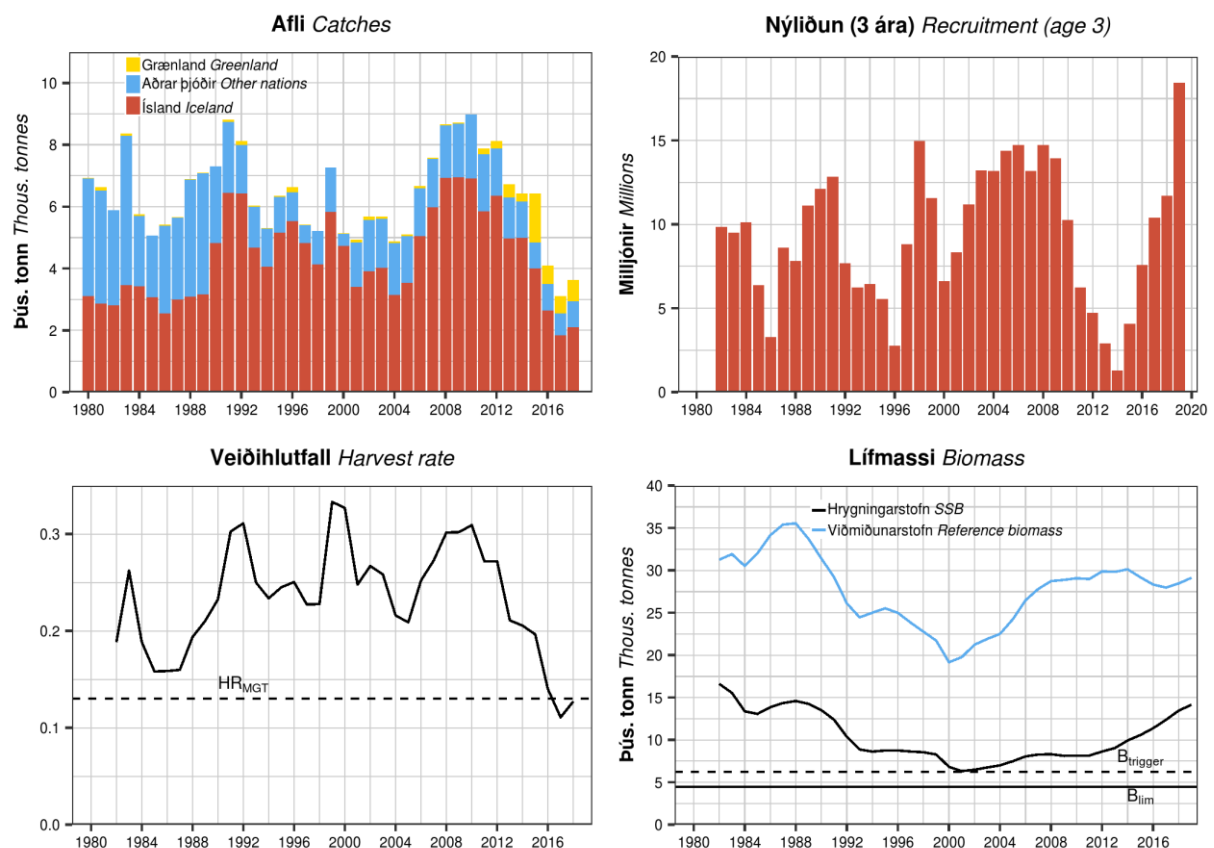 Afli Catches
Þús. tonn Thous. tonnes
Grænland Greenland
Aðrar þjóðir Other nations
Ísland Iceland
10
8
6
4
2
0
1980 1984 1988 1992 1996 2000 2004 2008 2012 2016
Nýliðun (3 ára) Recruitment (age 3)
Milljónir Millions
20
15
10
5
0
1980 1984 1988 1992 1996 2000 2004 2008 2012 2016 2020
Veiðihlutfall Harvest rate
0.3
0.2
HRMGT
0.1
0.0
1980 1984 1988 1992 1996 2000 2004 2008 2012 2016
Lífmassi Biomass
Þús. tonn Thous. tonnes
Hrygningarstofn SSB
Viðmiðunarstofn Reference biomass
40
35
30
25
20
15
10
Btrigger
5
Blim
0
1980 1984 1988 1992 1996 2000 2004 2008 2012 2016